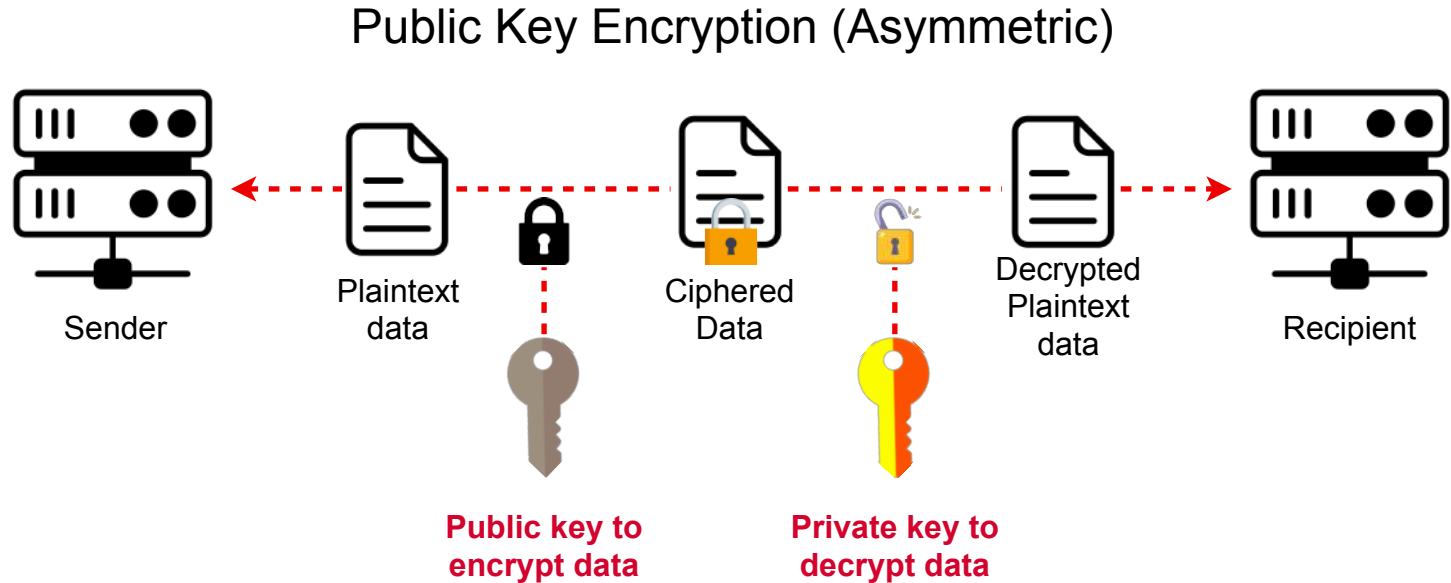 Public Key Encryption (Asymmetric)
Sender
Plaintext
data
Ciphered
Data
Decrypted
Plaintext
data
Recipient
Public key to
encrypt data
Private key to
decrypt data